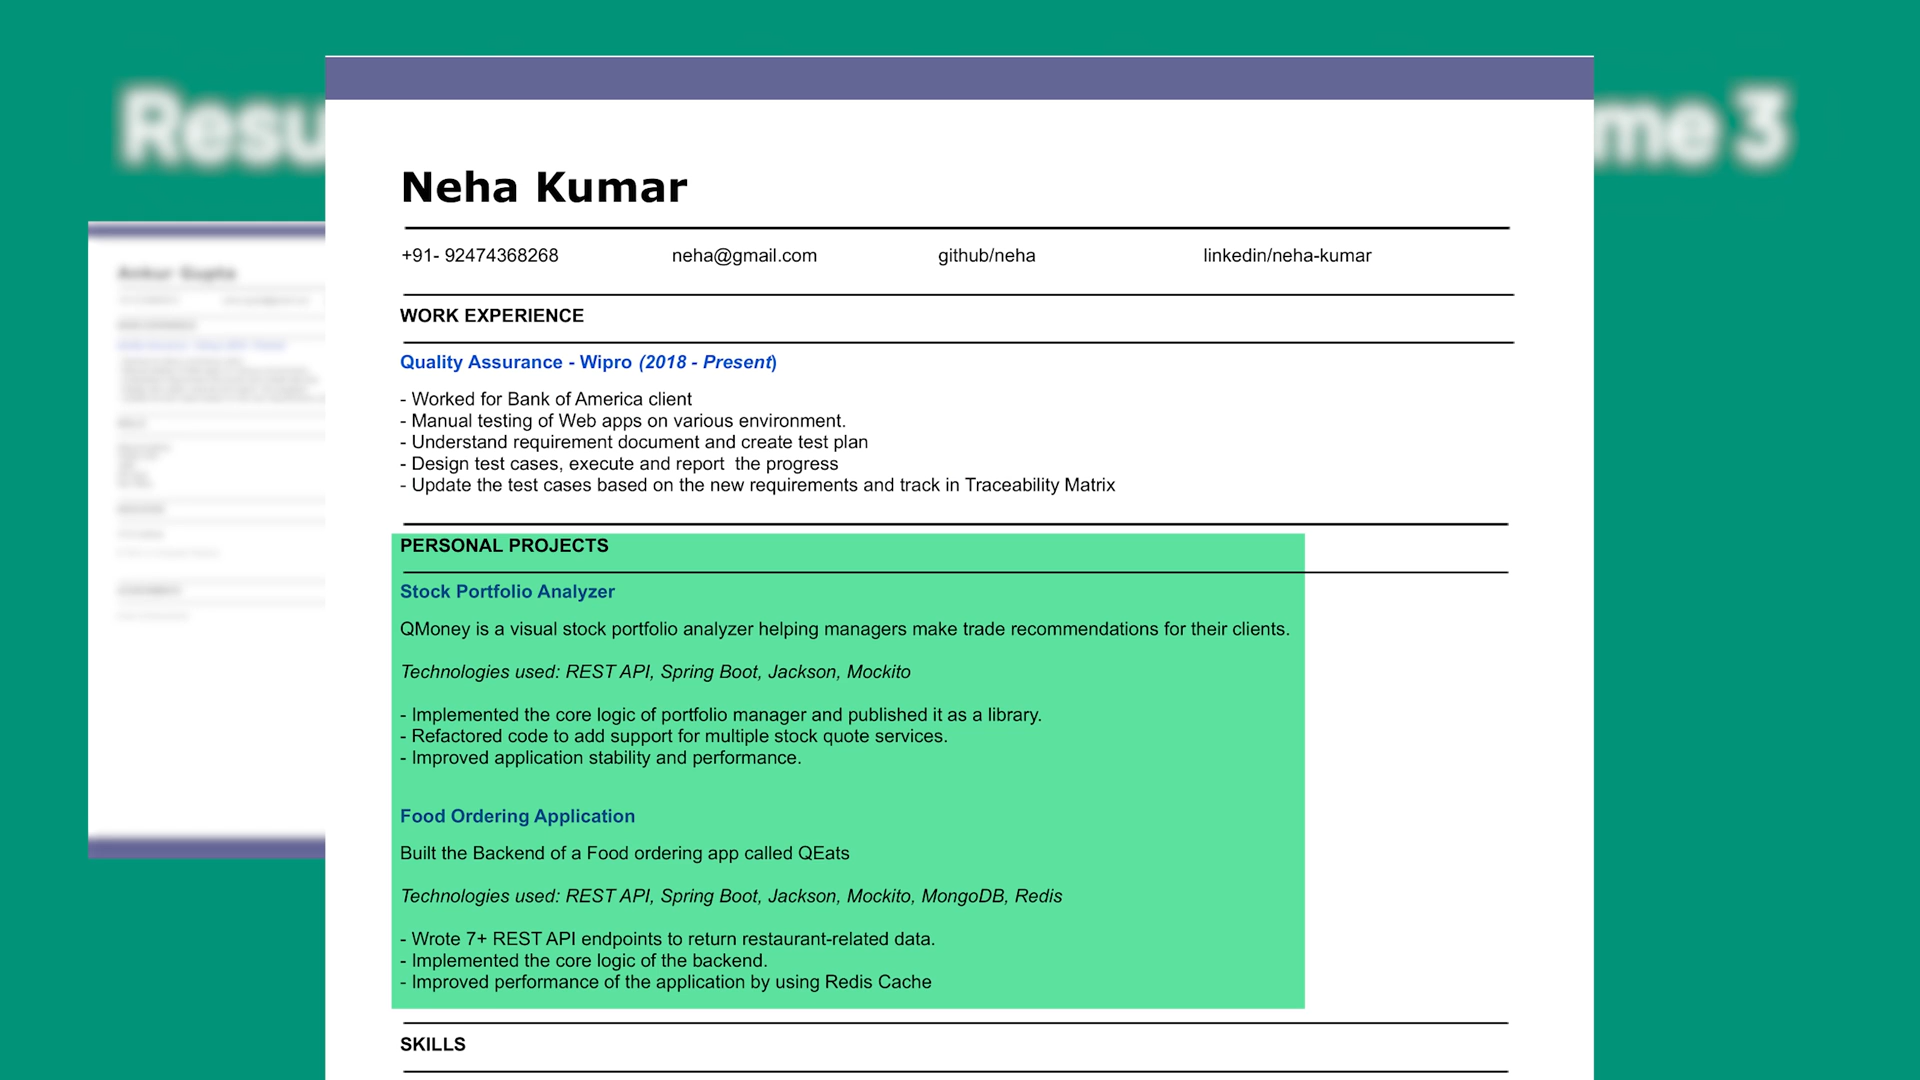 Resu
me 3
Ankur Gupta
Neha Kumar
+91- 92474368268 neha@gmail.com github/neha linkedin/neha-kumar
WORK EXPERIENCE
Quality Assurance - Wipro (2018 - Present)
- Worked for Bank of America client
- Manual testing of Web apps on various environment.
- Understand requirement document and create test plan
- Design test cases, execute and report  the progress
- Update the test cases based on the new requirements and track in Traceability Matrix
PERSONAL PROJECTS
Stock Portfolio Analyzer
QMoney is a visual stock portfolio analyzer helping managers make trade recommendations for their clients.
Technologies used: REST API, Spring Boot, Jackson, Mockito
- Implemented the core logic of portfolio manager and published it as a library.
- Refactored code to add support for multiple stock quote services.
- Improved application stability and performance.
Food Ordering Application
Built the Backend of a Food ordering app called QEats
Technologies used: REST API, Spring Boot, Jackson, Mockito, MongoDB, Redis
- Wrote 7+ REST API endpoints to return restaurant-related data.
- Implemented the core logic of the backend.
- Improved performance of the application by using Redis Cache
SKILLS